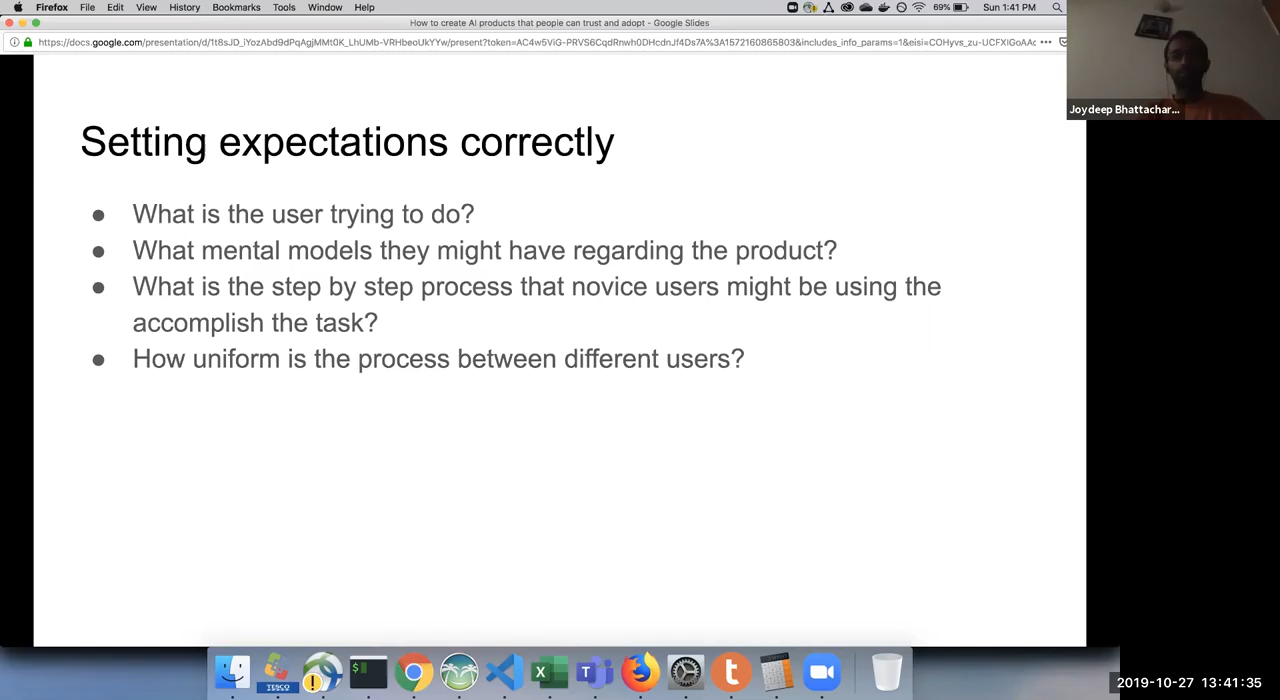 Firefox File Edit View History Bookmarks Tools Window Help 69% Sun 1:41 PM
How to create AI products that people can trust and adopt - Google Slides
https://docs.google.com/presentation/d/1t8sJD_iYozAbd9dPqAgjMMt0K_LhUMb-VRHbeoUkYYw/present?token=AC4w5ViG-PRVS6CqdRnwh0DHcdnJf4Ds7A%3A1572160865803&includes_info_params=1&eisi=COHyvs_zu-UCFXIGoAAc
Joydeep Bhattachar...
Setting expectations correctly
● What is the user trying to do?
● What mental models they might have regarding the product?
● What is the step by step process that novice users might be using the
accomplish the task?
● How uniform is the process between different users?
TESCO
2019-10-27 13:41:35